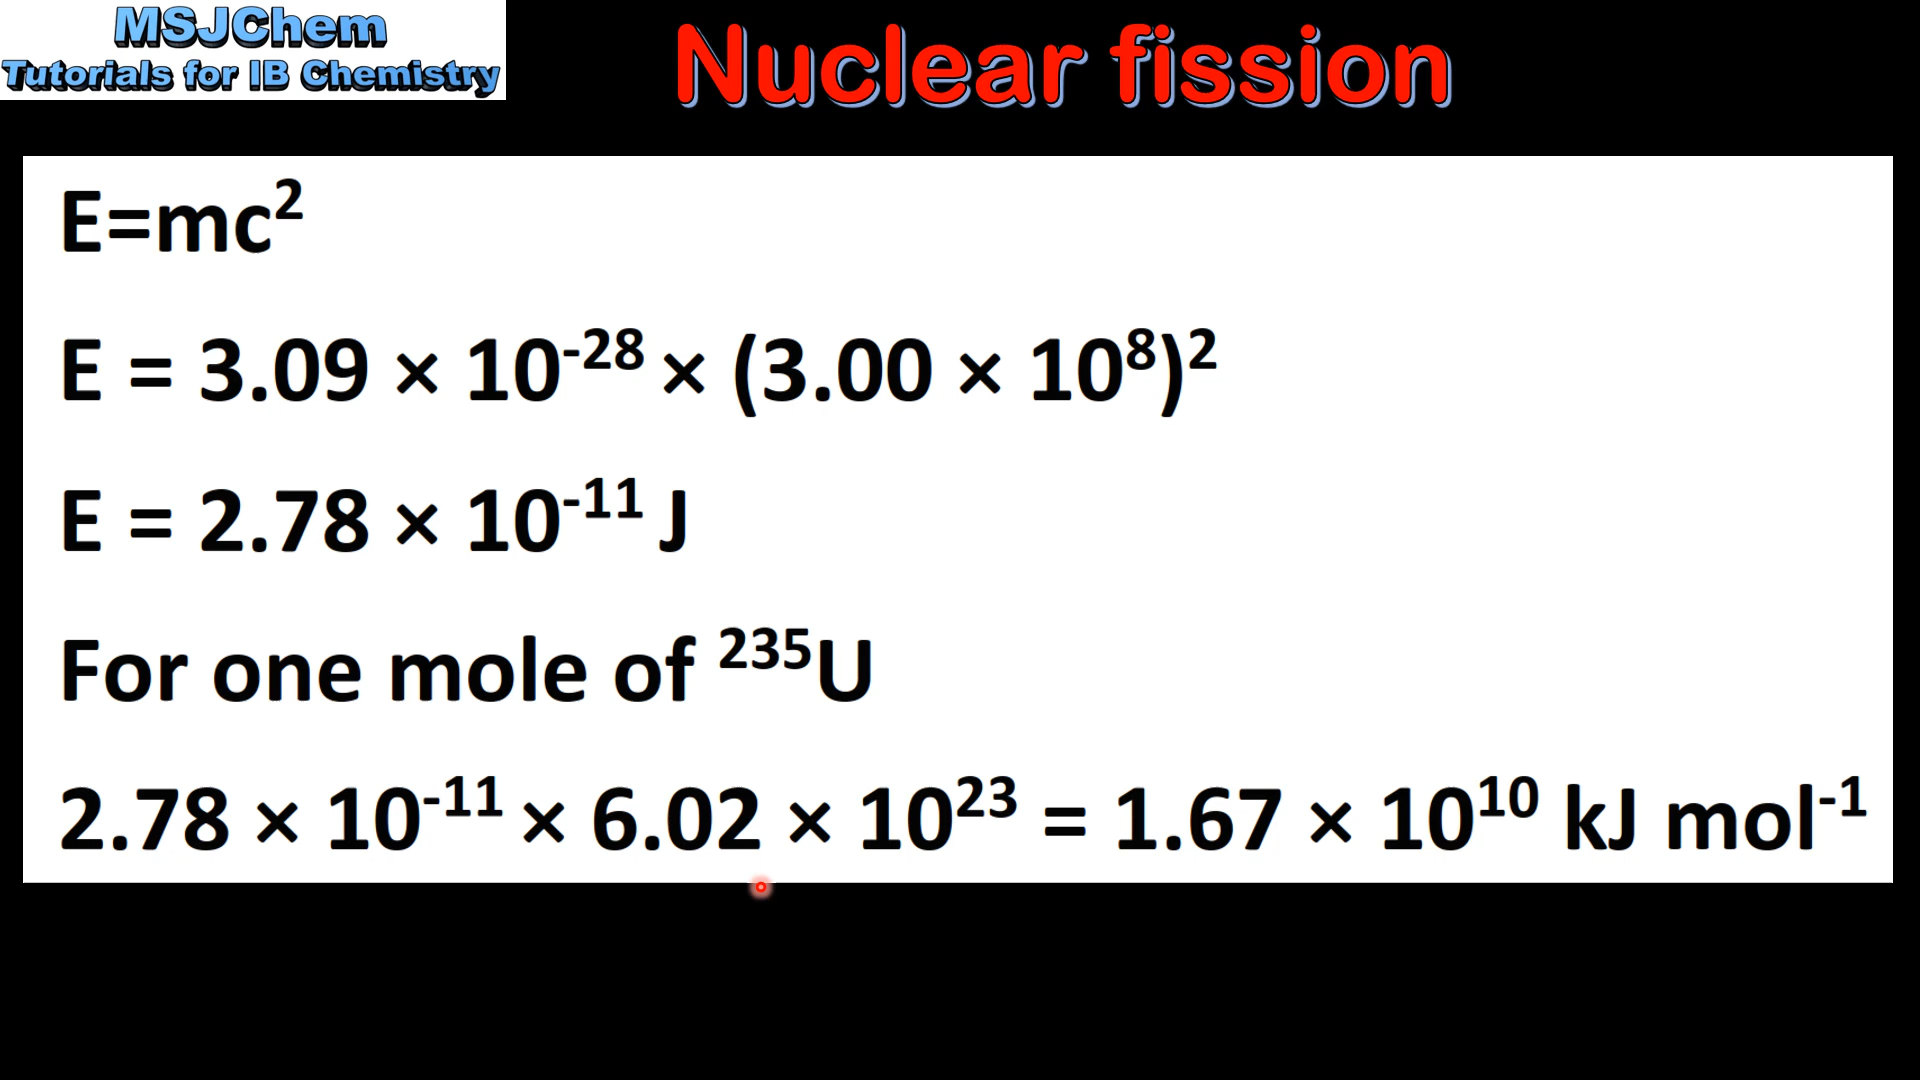 MSJChem
Tutorials for IB Chemistry
Nuclear fission
E=mc²
E = 3.09 × 10⁻²⁸ × (3.00 × 10⁸)²
E = 2.78 × 10⁻¹¹ J
For one mole of ²³⁵U
2.78 × 10⁻¹¹ × 6.02 × 10²³ = 1.67 × 10¹⁰ kJ mol⁻¹